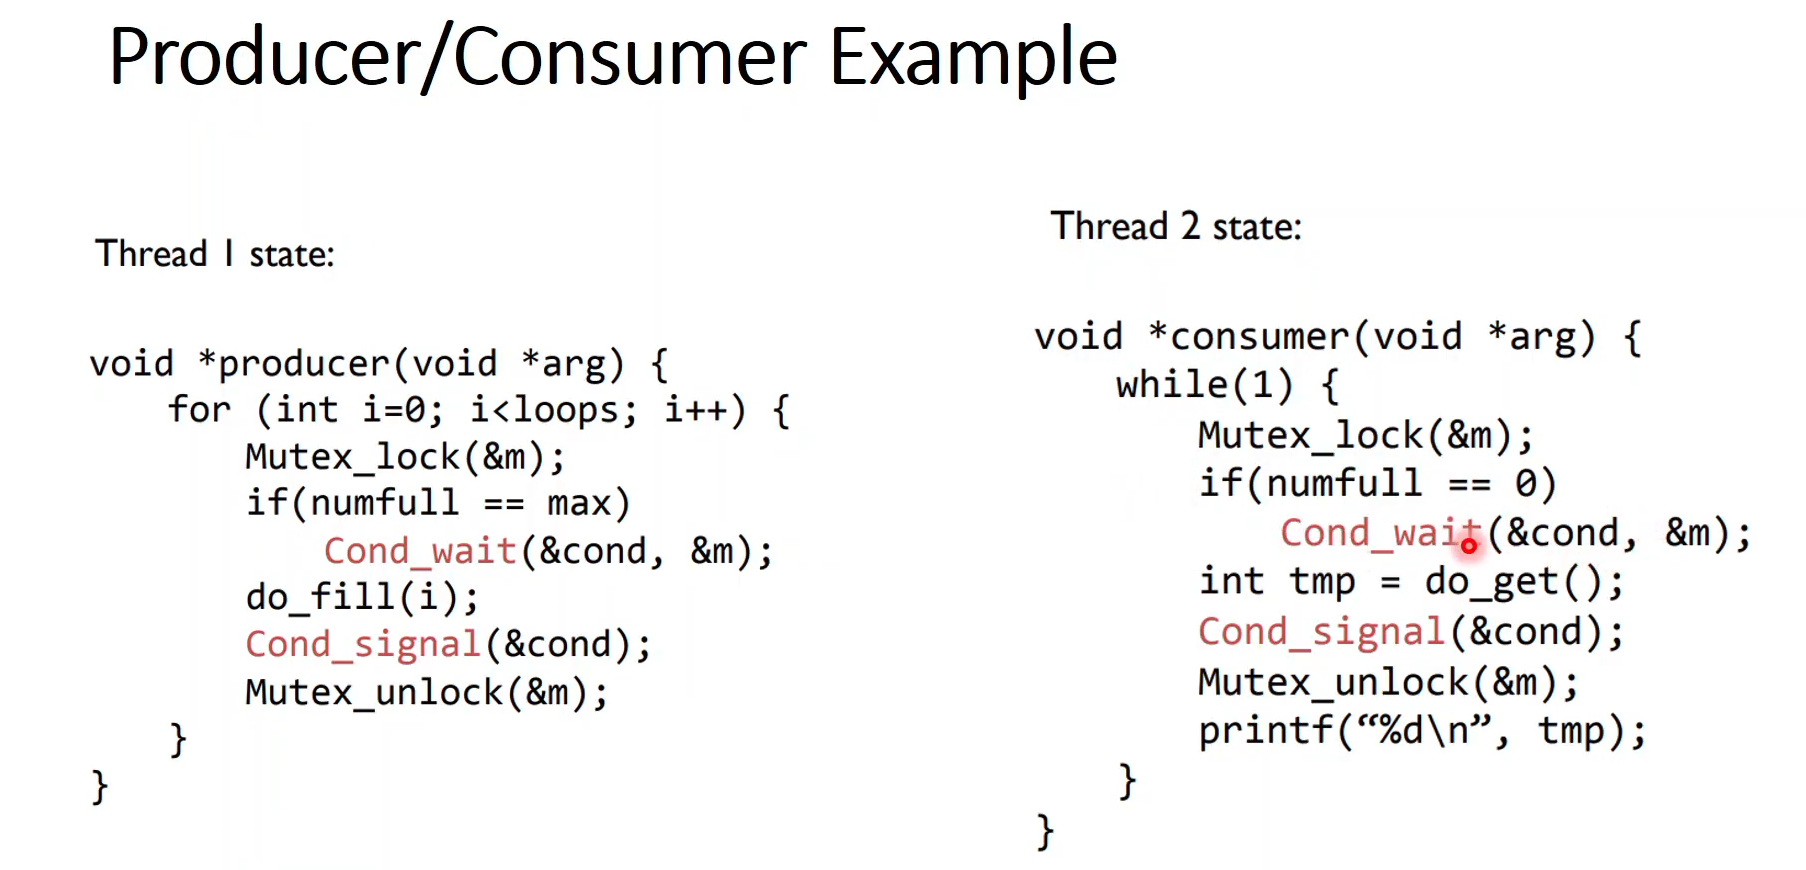 Producer/Consumer Example
Thread 1 state:
void *producer(void *arg) {
    for (int i=0; i<loops; i++) {
        Mutex_lock(&m);
        if(numfull == max)
            Cond_wait(&cond, &m);
        do_fill(i);
        Cond_signal(&cond);
        Mutex_unlock(&m);
    }
}
Thread 2 state:
void *consumer(void *arg) {
    while(1) {
        Mutex_lock(&m);
        if(numfull == 0)
            Cond_wait(&cond, &m);
        int tmp = do_get();
        Cond_signal(&cond);
        Mutex_unlock(&m);
        printf(“%d\n”, tmp);
    }
}